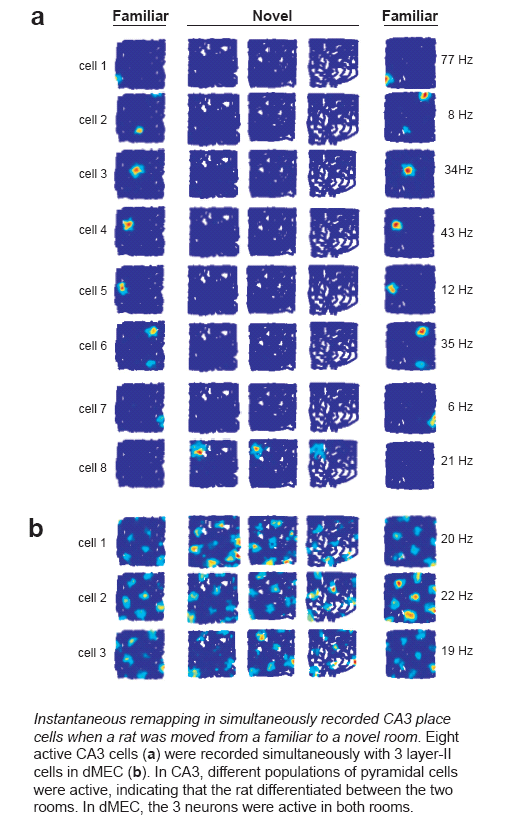 a
Familiar Novel Familiar
cell 1 77 Hz
cell 2 8 Hz
cell 3 34Hz
cell 4 43 Hz
cell 5 12 Hz
cell 6 35 Hz
cell 7 6 Hz
cell 8 21 Hz
b
cell 1 20 Hz
cell 2 22 Hz
cell 3 19 Hz
Instantaneous remapping in simultaneously recorded CA3 place
cells when a rat was moved from a familiar to a novel room. Eight
active CA3 cells (a) were recorded simultaneously with 3 layer-II
cells in dMEC (b). In CA3, different populations of pyramidal cells
were active, indicating that the rat differentiated between the two
rooms. In dMEC, the 3 neurons were active in both rooms.